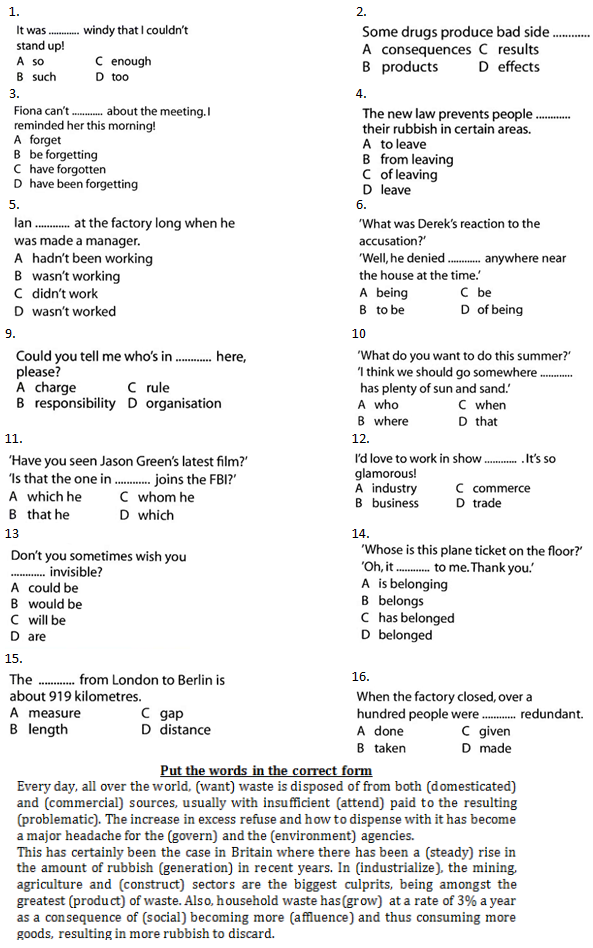 1.
It was ............ windy that I couldn't
stand up!
A so C enough
B such D too
2.
Some drugs produce bad side ............
A consequences C results
B products D effects
3.
Fiona can't ............ about the meeting. I
reminded her this morning!
A forget
B be forgetting
C have forgotten
D have been forgetting
4.
The new law prevents people ............
their rubbish in certain areas.
A to leave
B from leaving
C of leaving
D leave
5.
Ian ............ at the factory long when he
was made a manager.
A hadn't been working
B wasn't working
C didn't work
D wasn't worked
6.
'What was Derek's reaction to the
accusation?'
'Well, he denied ............ anywhere near
the house at the time.'
A being C be
B to be D of being
9.
Could you tell me who's in ............ here,
please?
A charge C rule
B responsibility D organisation
10
'What do you want to do this summer?'
'I think we should go somewhere ............
has plenty of sun and sand.'
A who C when
B where D that
11.
'Have you seen Jason Green's latest film?'
'Is that the one in ............ joins the FBI?'
A which he C whom he
B that he D which
12.
I'd love to work in show ............ . It's so
glamorous!
A industry C commerce
B business D trade
13
Don't you sometimes wish you
............ invisible?
A could be
B would be
C will be
D are
14.
'Whose is this plane ticket on the floor?'
'Oh, it ............ to me. Thank you.'
A is belonging
B belongs
C has belonged
D belonged
15.
The ............ from London to Berlin is
about 919 kilometres.
A measure C gap
B length D distance
16.
When the factory closed, over a
hundred people were ............ redundant.
A done C given
B taken D made
Put the words in the correct form
Every day, all over the world, (want) waste is disposed of from both (domesticated)
and (commercial) sources, usually with insufficient (attend) paid to the resulting
(problematic). The increase in excess refuse and how to dispense with it has become
a major headache for the (govern) and the (environment) agencies.
This has certainly been the case in Britain where there has been a (steady) rise in
the amount of rubbish (generation) in recent years. In (industrialize), the mining,
agriculture and (construct) sectors are the biggest culprits, being amongst the
greatest (product) of waste. Also, household waste has(grow) at a rate of 3% a year
as a consequence of (social) becoming more (affluence) and thus consuming more
goods, resulting in more rubbish to discard.